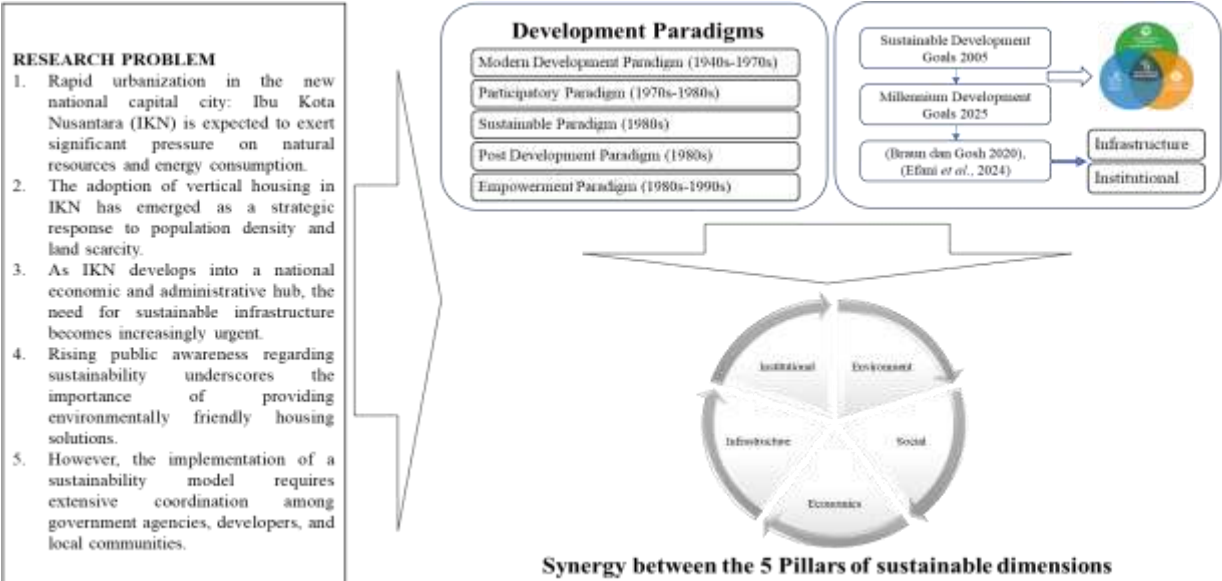 RESEARCH PROBLEM
1. Rapid urbanization in the new
national capital city: Ibu Kota
Nusantara (IKN) is expected to exert
significant pressure on natural
resources and energy consumption.
2. The adoption of vertical housing in
IKN has emerged as a strategic
response to population density and
land scarcity.
3. As IKN develops into a national
economic and administrative hub, the
need for sustainable infrastructure
becomes increasingly urgent.
4. Rising public awareness regarding
sustainability underscores the
importance of providing
environmentally friendly housing
solutions.
5. However, the implementation of a
sustainability model requires
extensive coordination among
government agencies, developers, and
local communities.
Development Paradigms
Modern Development Paradigm (1940s-1970s)
Participatory Paradigm (1970s-1980s)
Sustainable Paradigm (1980s)
Post Development Paradigm (1980s)
Empowerment Paradigm (1980s-1990s)
Sustainable Development
Goals 2005
Millennium Development
Goals 2025
(Braun dan Gosh 2020),
(Efani et al., 2024)
Infrastructure
Institutional
Institutional
Environment
Infrastructure
Social
Economics
Synergy between the 5 Pillars of sustainable dimensions